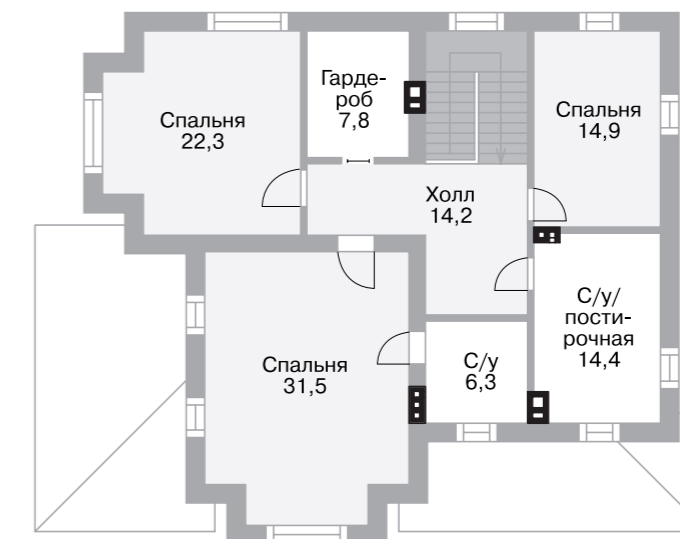 Спальня
22,3
Гарде-
роб
7,8
Спальня
14,9
Холл
14,2
Спальня
31,5
С/у
6,3
С/у/
пости-
рочная
14,4